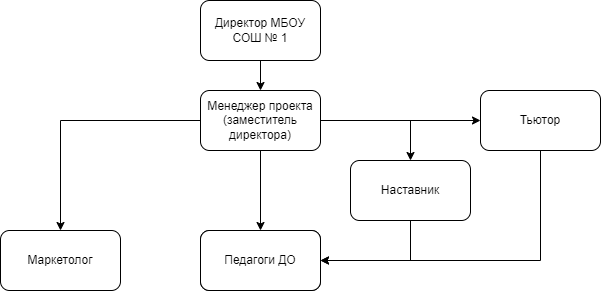 Директор МБОУ
СОШ № 1
Менеджер проекта
(заместитель
директора)
Тьютор
Наставник
Маркетолог
Педагоги ДО